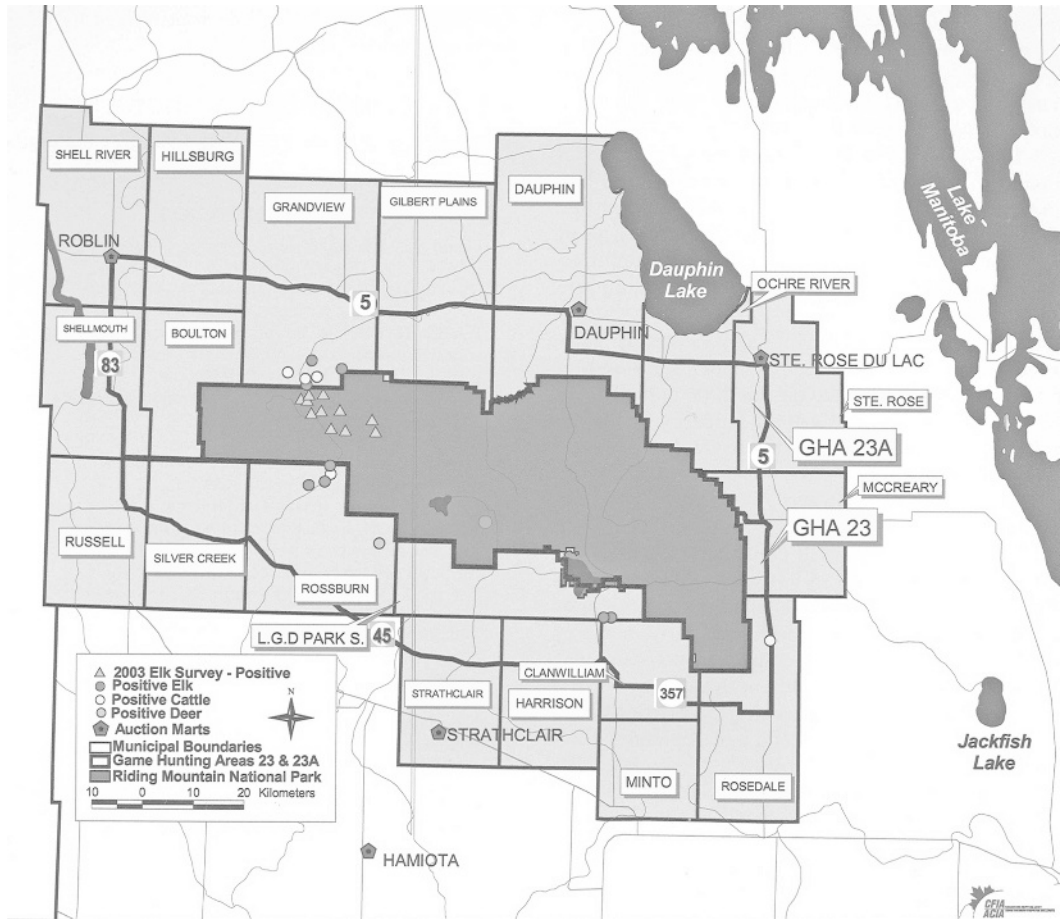 SHELL RIVER
HILLSBURG
GRANDVIEW
GILBERT PLAINS
DAUPHIN
Lake-
Manitoba
ROBLIN
Dauphin
Lake
OCHRE RIVER
5
SHELLMOUTH
BOULTON
DAUPHIN
83
STE. ROSE DU LAC
STE. ROSE
GHA 23A
5
MCCREARY
GHA 23
RUSSELL
SILVER CREEK
ROSSBURN
L.G.D PARK S.
45
CLANWILLIAM
357
STRATHCLAIR
HARRISON
STRATHCLAIR
MINTO
ROSEDALE
Jackfish
Lake
2003 Elk Survey - Positive
Positive Elk
Positive Cattle
Positive Deer
Auction Marts
N
Municipal Boundaries
Game Hunting Areas 23 & 23A
Riding Mountain National Park
10 0 10 20 Kilometers
HAMIOTA
CFIA
ACIA